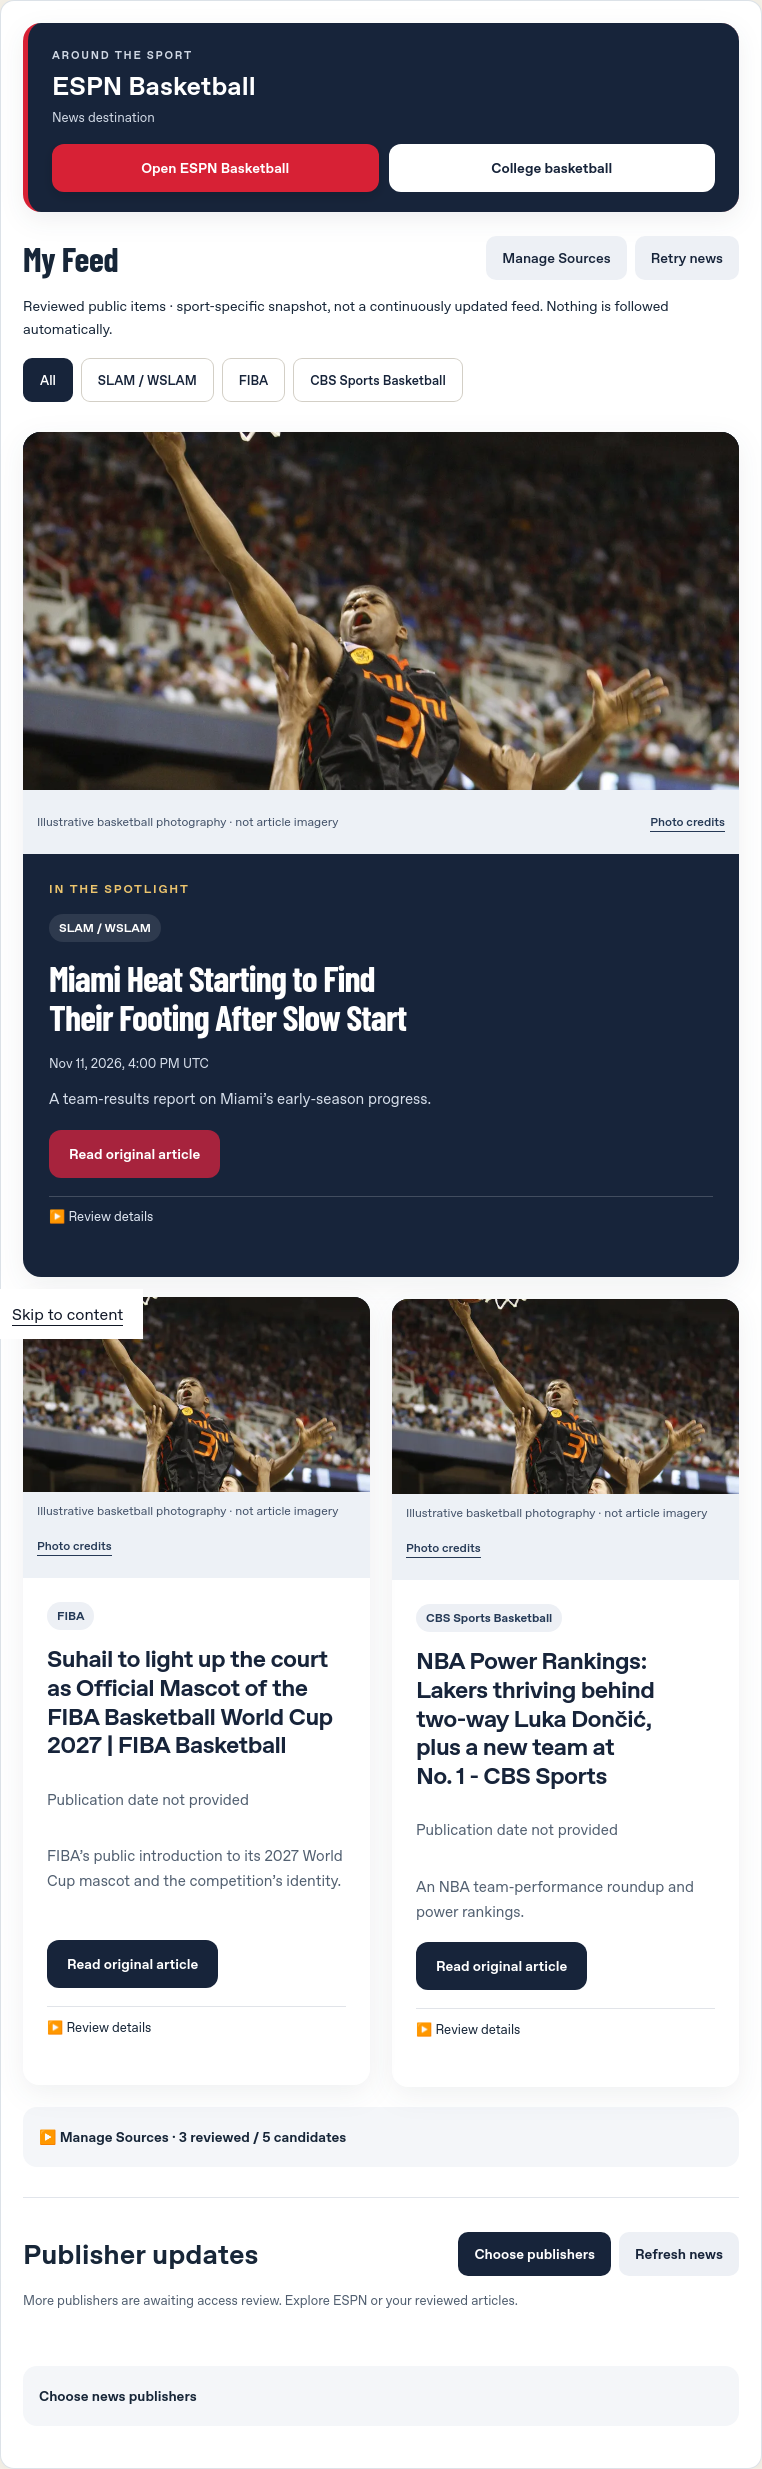 AROUND THE SPORT
ESPN Basketball
News destination
Open ESPN Basketball
College basketball
My Feed
Manage Sources
Retry news
Reviewed public items · sport-specific snapshot, not a continuously updated feed. Nothing is followed
automatically.
All
SLAM / WSLAM
FIBA
CBS Sports Basketball
MIAMI
31
Illustrative basketball photography · not article imagery
Photo credits
IN THE SPOTLIGHT
SLAM / WSLAM
Miami Heat Starting to Find
Their Footing After Slow Start
Nov 11, 2026, 4:00 PM UTC
A team-results report on Miami’s early-season progress.
Read original article
Review details
Skip to content
31
Illustrative basketball photography · not article imagery
Photo credits
FIBA
Suhail to light up the court
as Official Mascot of the
FIBA Basketball World Cup
2027 | FIBA Basketball
Publication date not provided
FIBA’s public introduction to its 2027 World
Cup mascot and the competition’s identity.
Read original article
Review details
31
Illustrative basketball photography · not article imagery
Photo credits
CBS Sports Basketball
NBA Power Rankings:
Lakers thriving behind
two-way Luka Dončić,
plus a new team at
No. 1 - CBS Sports
Publication date not provided
An NBA team-performance roundup and
power rankings.
Read original article
Review details
Manage Sources · 3 reviewed / 5 candidates
Publisher updates
Choose publishers
Refresh news
More publishers are awaiting access review. Explore ESPN or your reviewed articles.
Choose news publishers